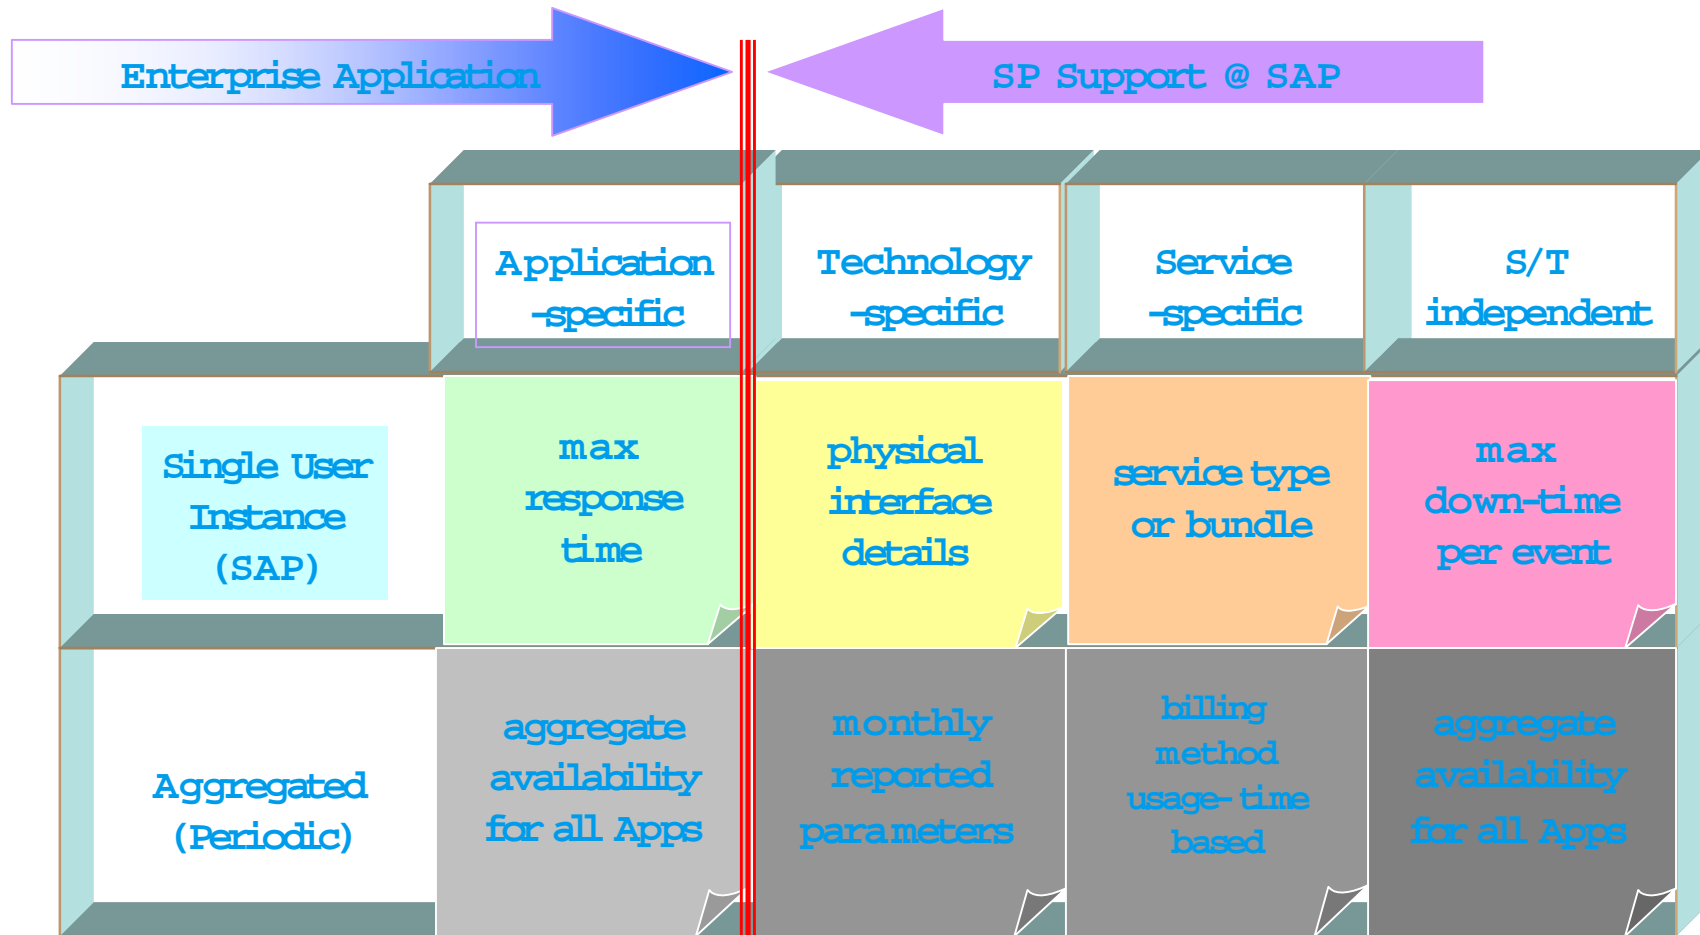 Enterprise Application
SP Support @ SAP
Application
-specific
Technology
-specific
Service
-specific
S/T
independent
Single User
Instance
(SAP)
max
response
time
physical
interface
details
service type
or bundle
max
down-time
per event
Aggregated
(Periodic)
aggregate
availability
for all Apps
monthly
reported
parameters
billing
method
usage-time
based
aggregate
availability
for all Apps